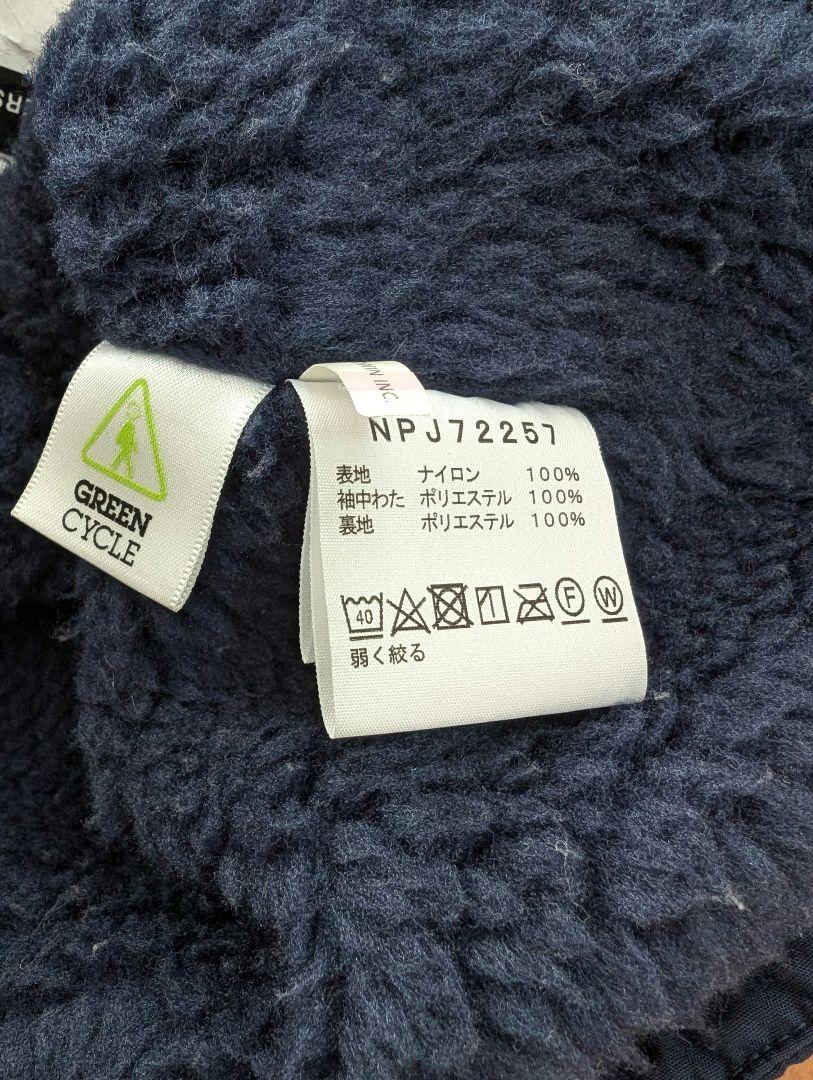 GREEN
CYCLE
NPJ72257
表地 ナイロン 100%
袖中わた ポリエステル 100%
裏地 ポリエステル 100%
40 F W
弱く絞る